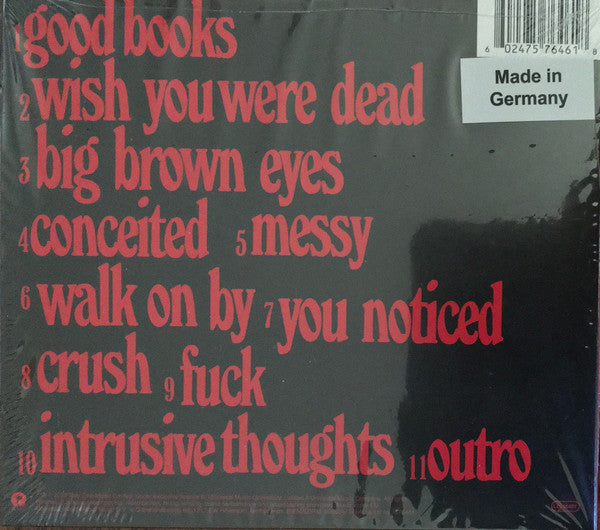 1 good books
2 wish you were dead
3 big brown eyes
4 conceited 5 messy
6 walk on by 7 you noticed
8 crush 9 fuck
10 intrusive thoughts 11 outro
6 02475 76461 8
Made in
Germany